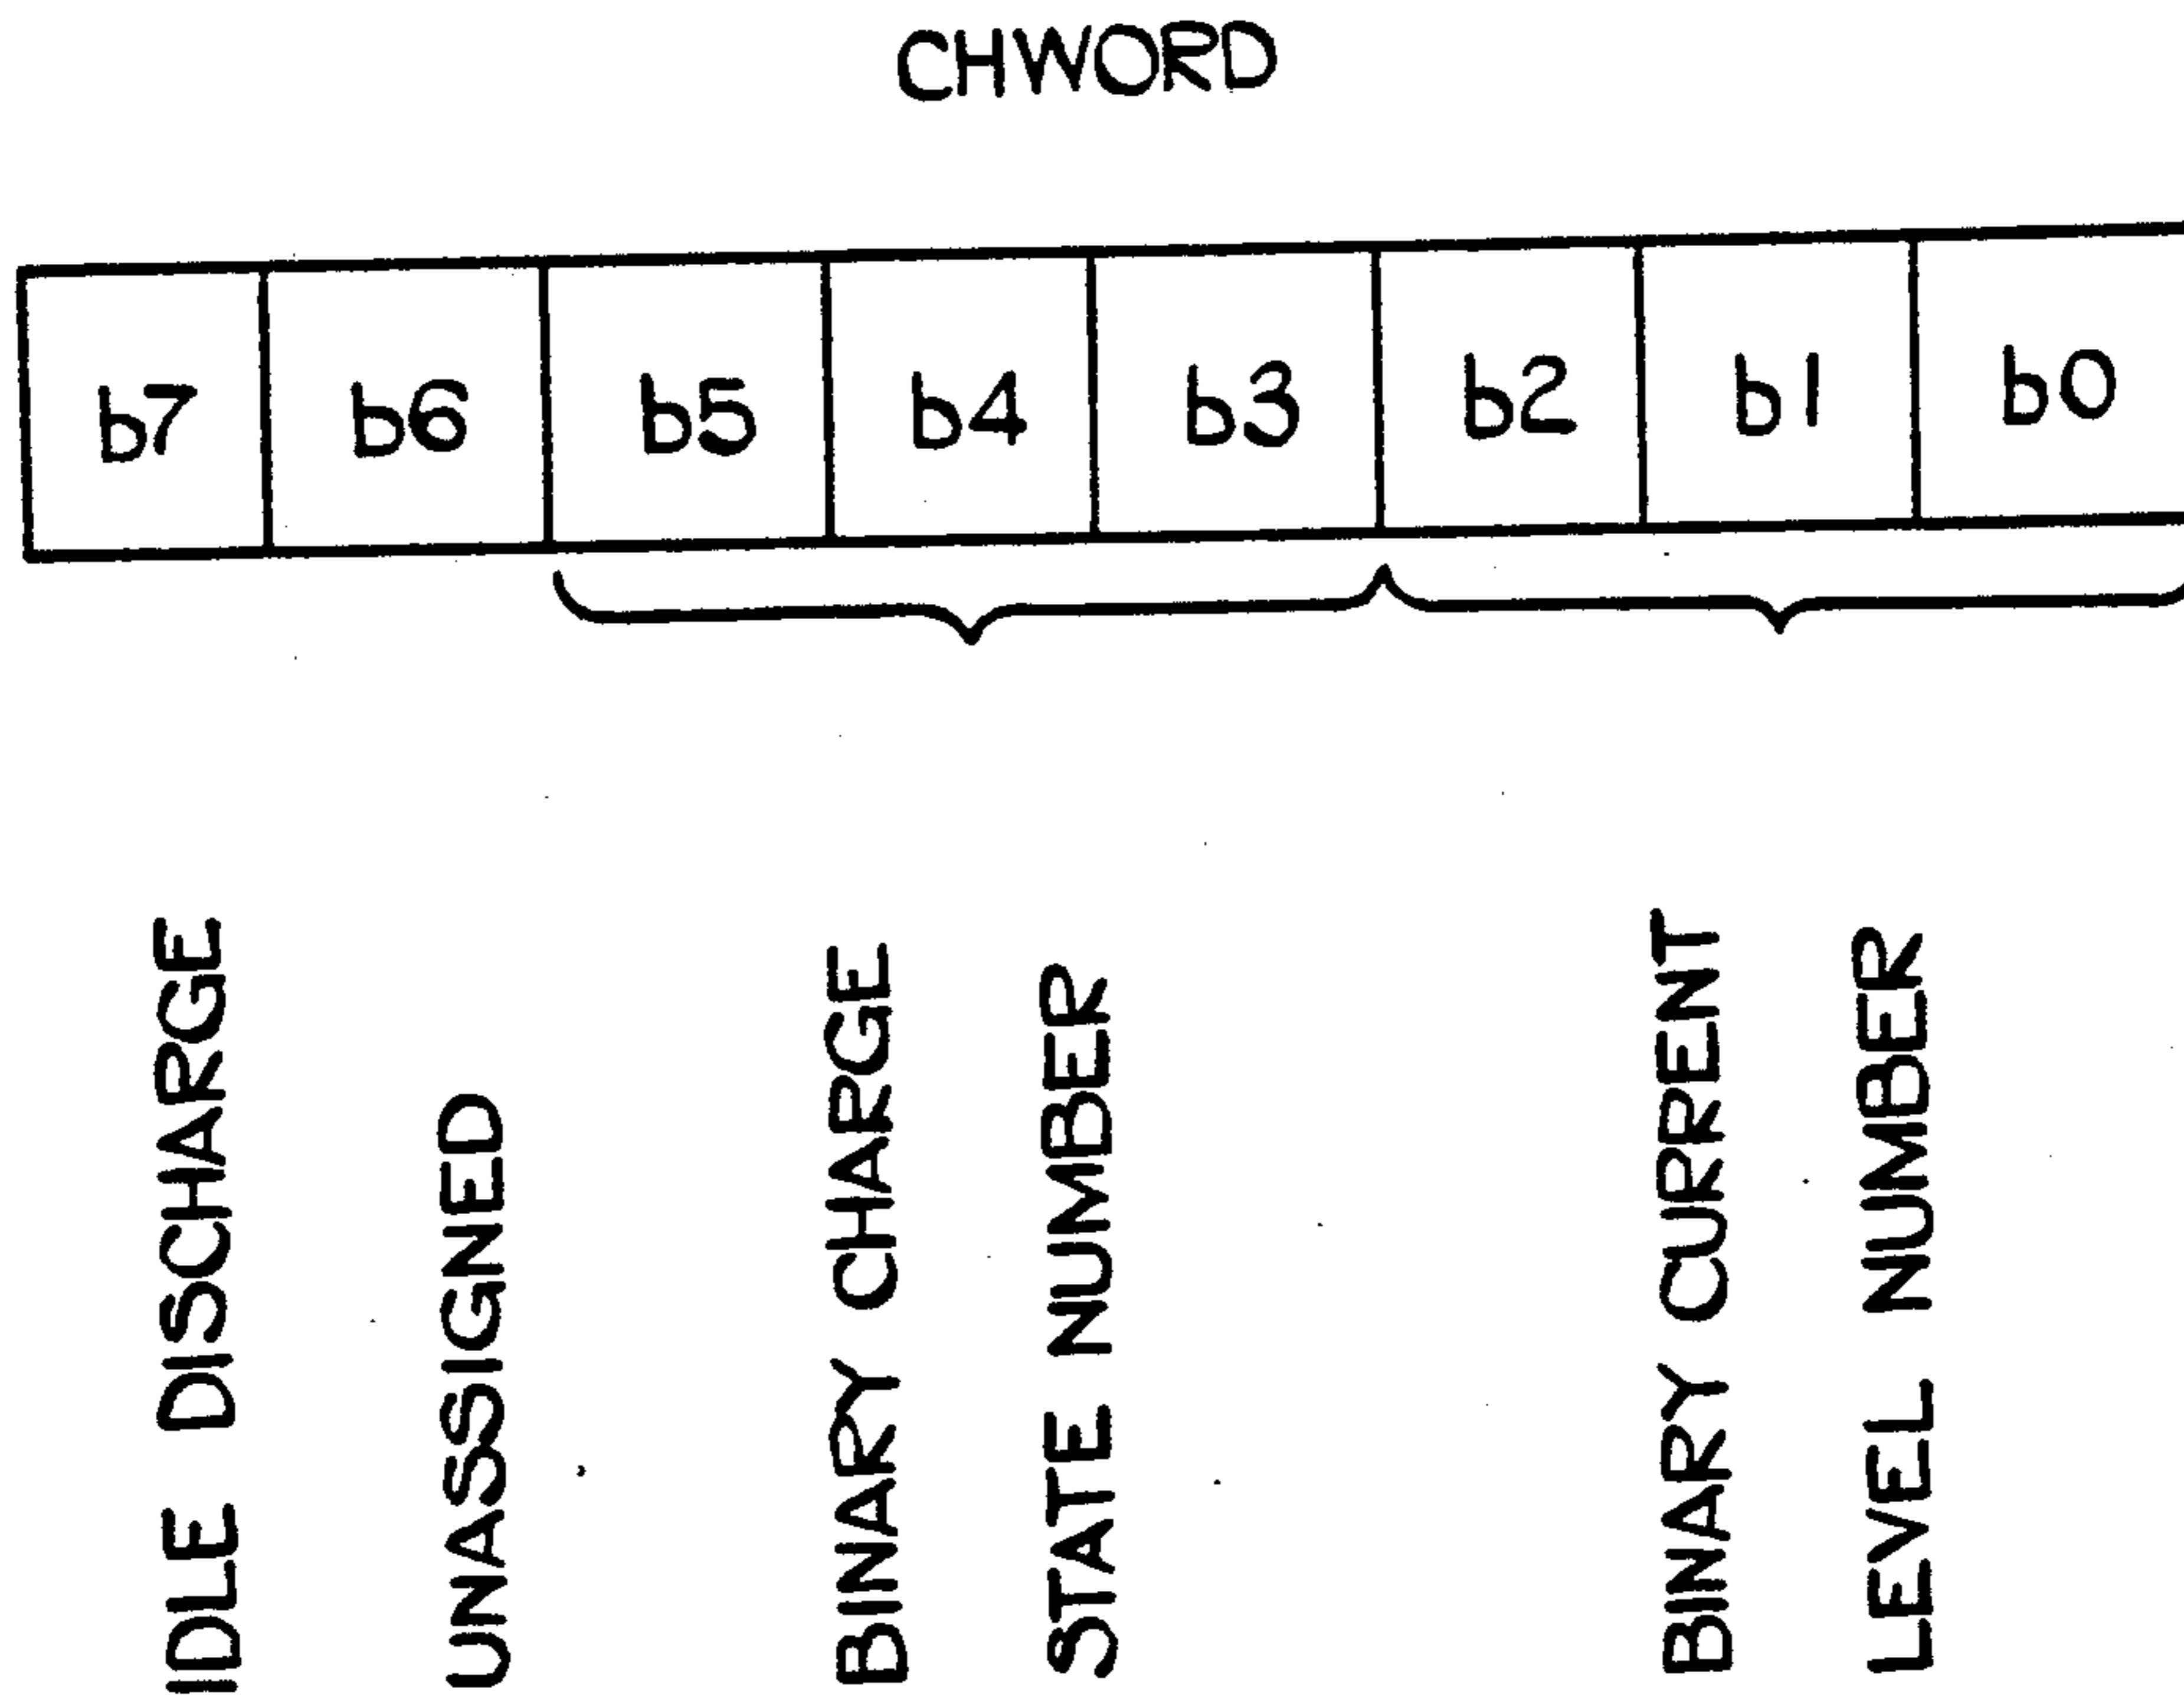 CHWORD
b7 b6 b5 b4 b3 b2 b1 b0
IDLE DISCHARGE
UNASSIGNED
BINARY CHARGE
STATE NUMBER
BINARY CURRENT
LEVEL NUMBER